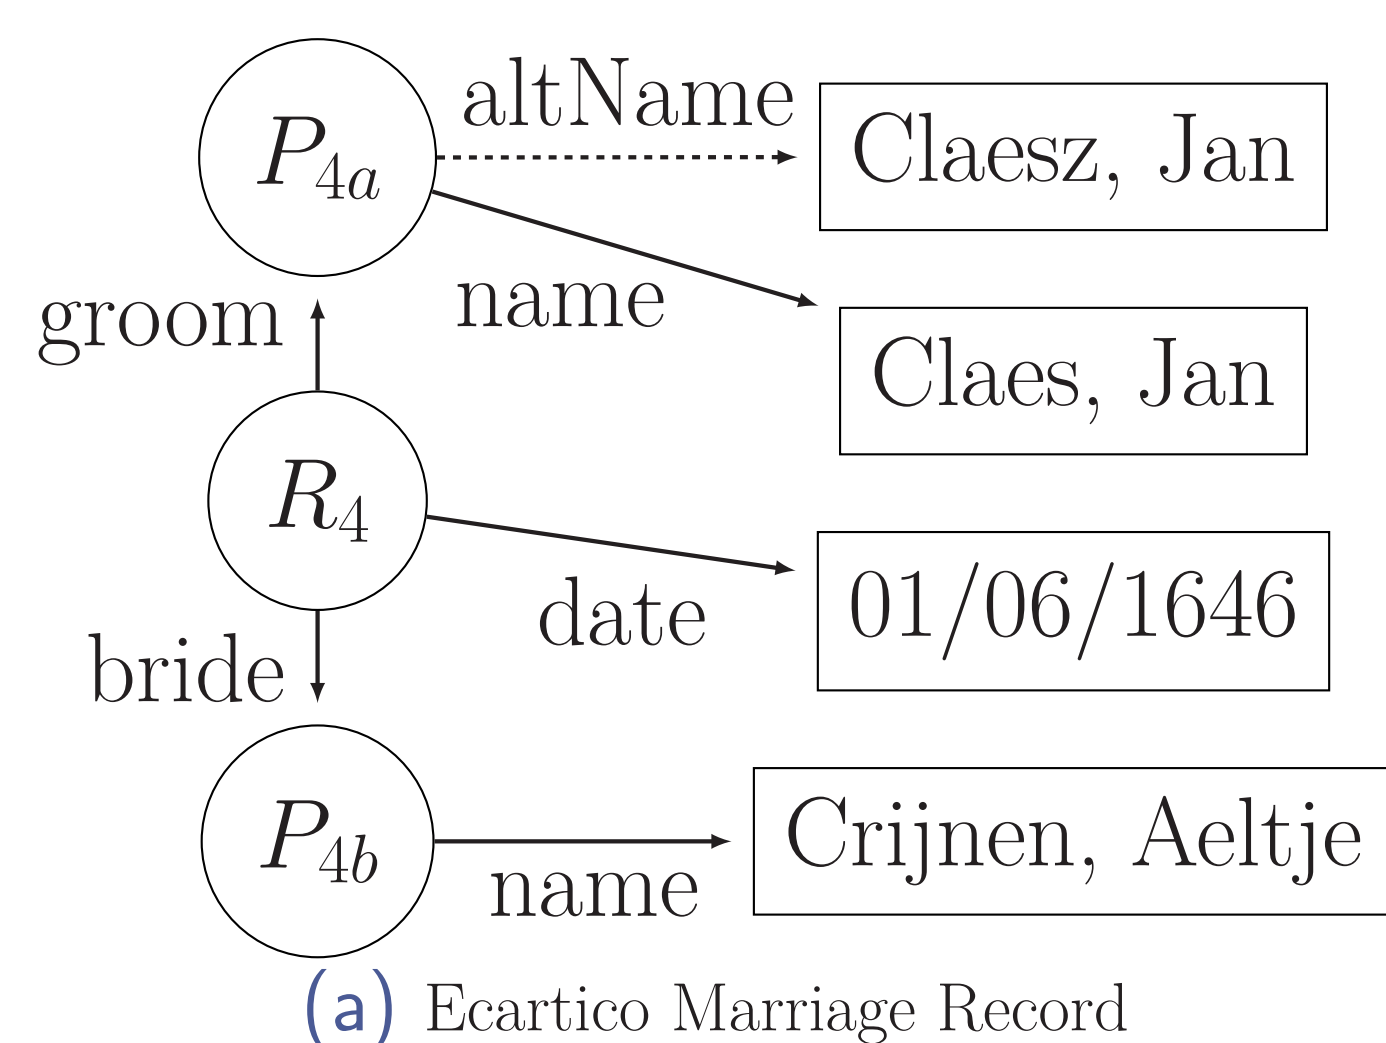 altName
P4a
Claesz, Jan
name
groom
Claes, Jan
R4
01/06/1646
date
bride
P4b
Crijnen, Aeltje
name
(a) Ecartico Marriage Record